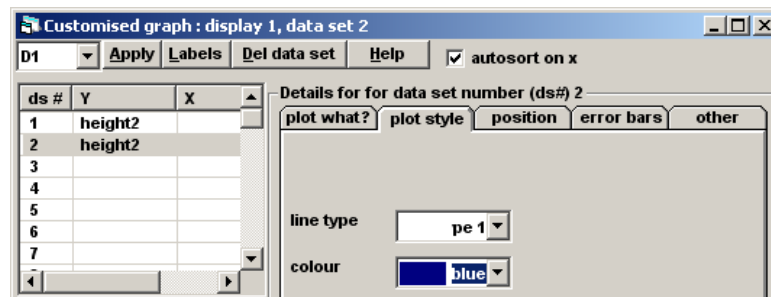 Customised graph : display 1, data set 2
D1 Apply Labels Del data set Help autosort on x
ds # Y X
Details for for data set number (ds#) 2
plot what? plot style position error bars other
1 height2
2 height2
3
4
5
6
7
line type pe 1
colour blue